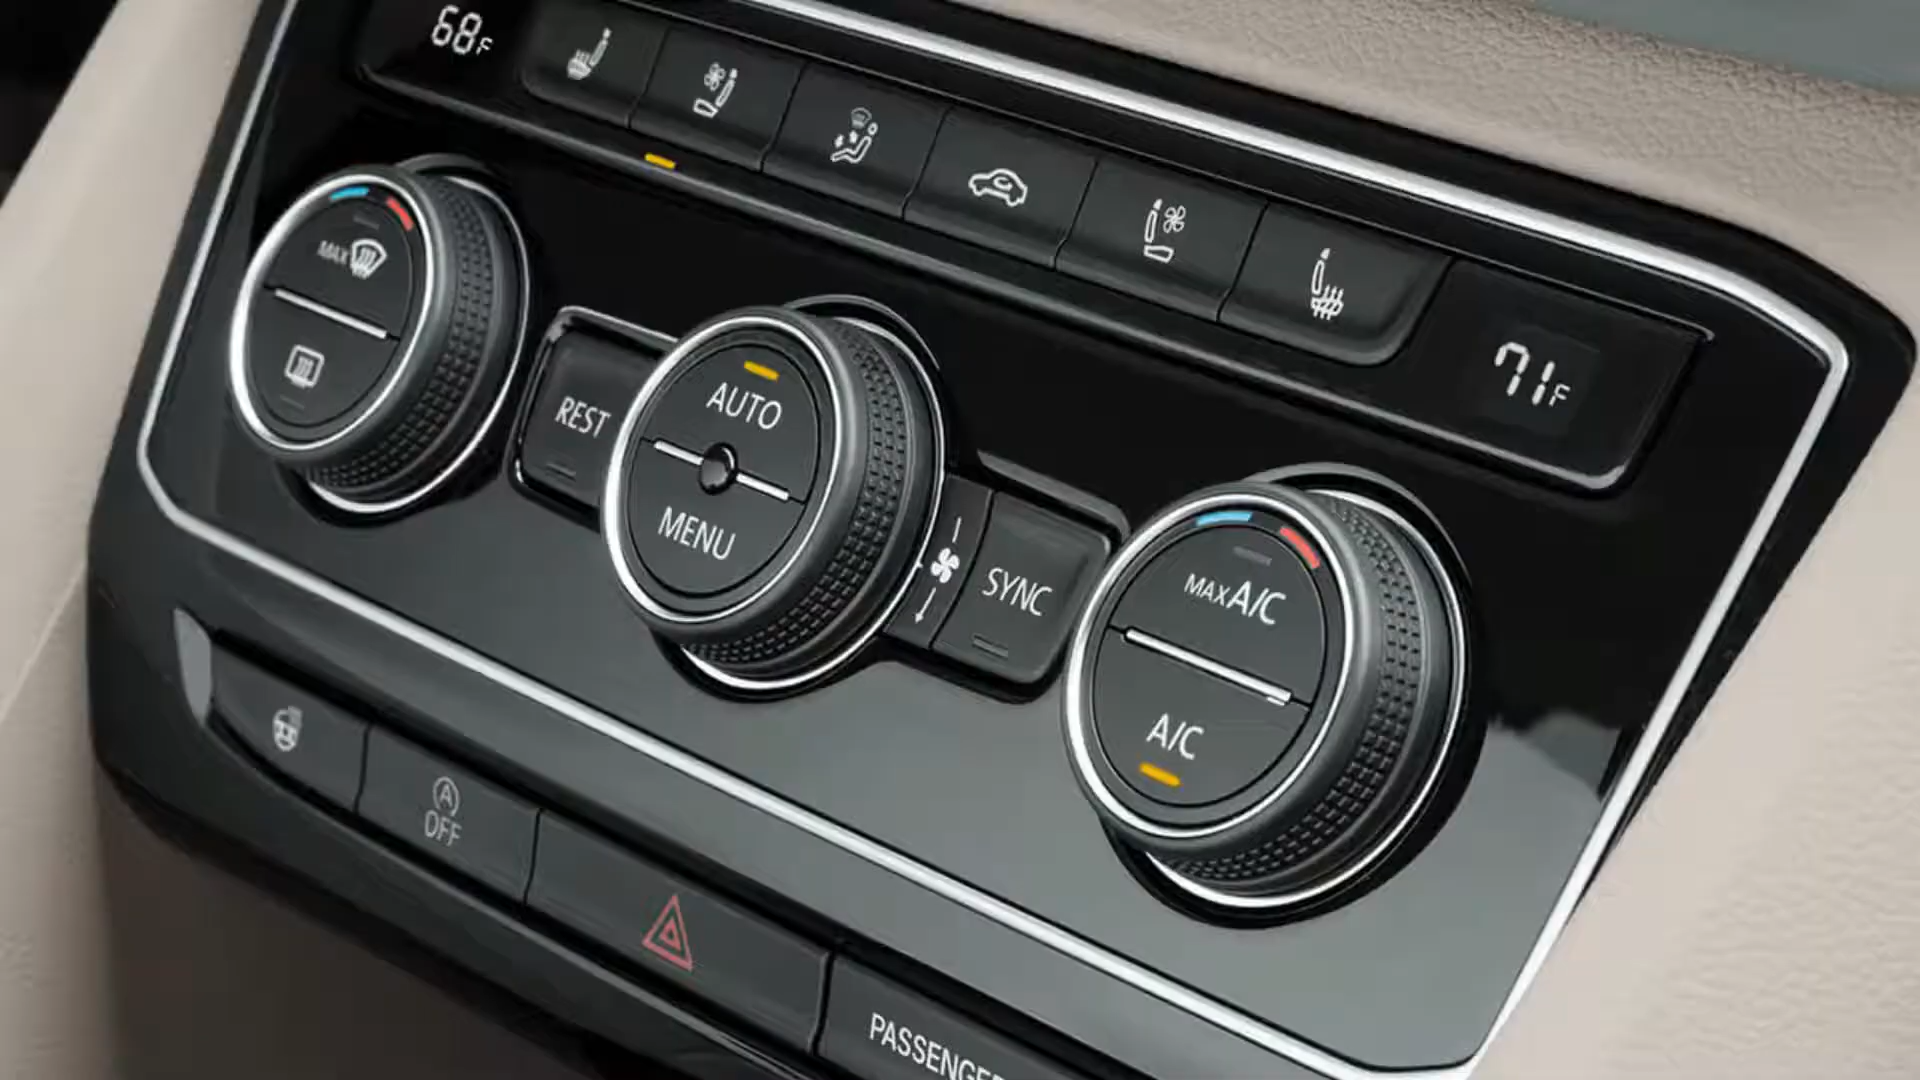 68F
71F
MAX
REST
AUTO
MENU
SYNC
MAX A/C
A/C
A
OFF
PASSENGE